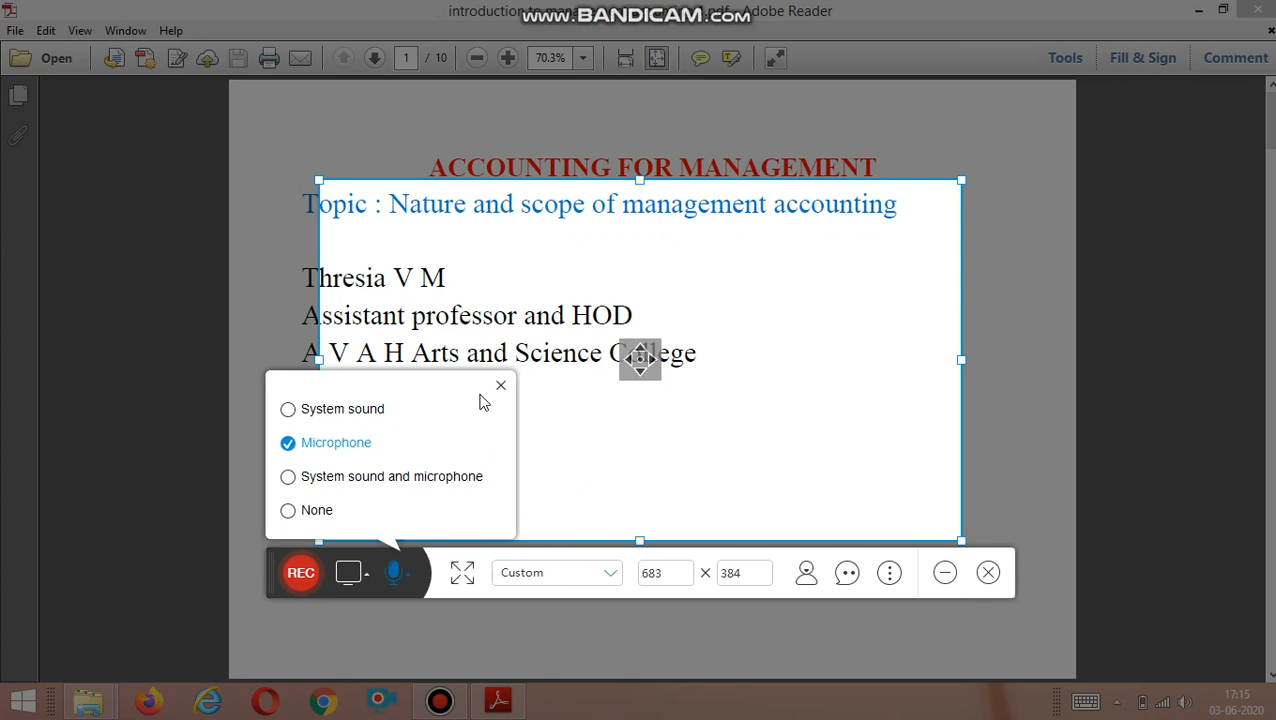 introduction to mana
.pdf - Adobe Reader
www.BANDICAM.com
File Edit View Window Help
Open 1 / 10 70.3% Tools Fill & Sign Comment
ACCOUNTING FOR MANAGEMENT
Topic : Nature and scope of management accounting
Thresia V M
Assistant professor and HOD
A V A H Arts and Science College
System sound
Microphone
System sound and microphone
None
REC Custom 683 X 384
17:15
03-06-2020